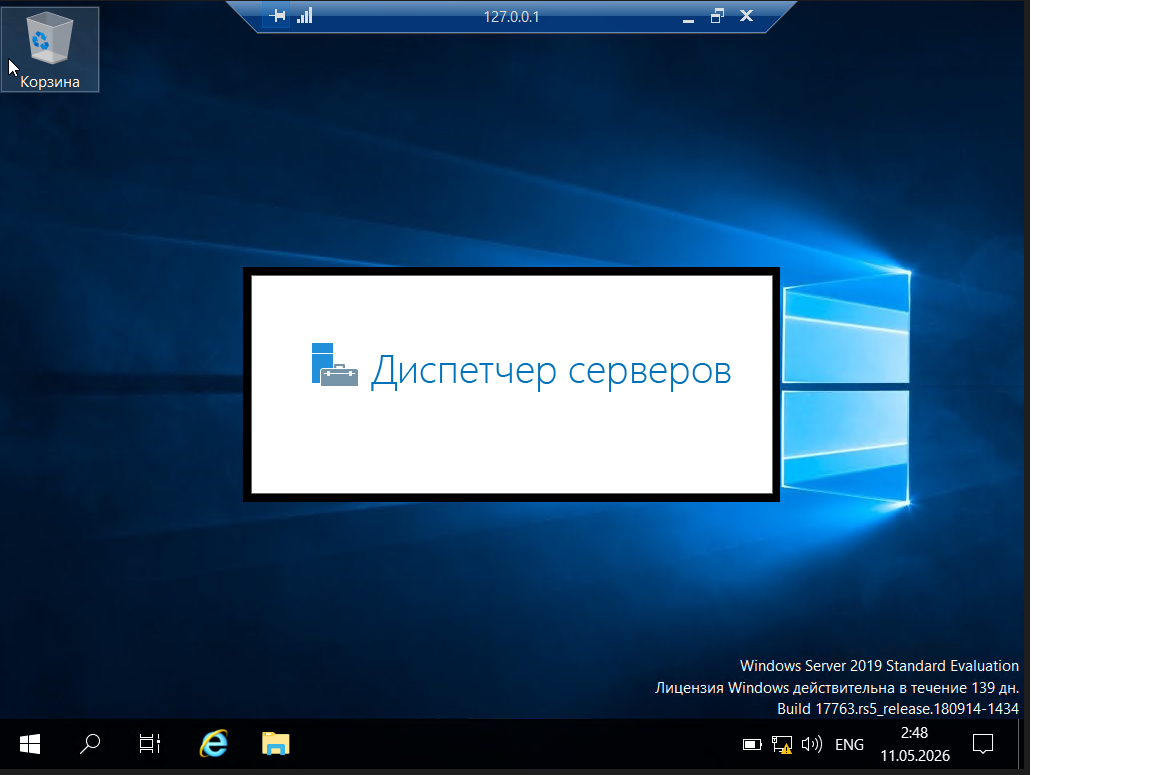 127.0.0.1
Корзина
Диспетчер серверов
Windows Server 2019 Standard Evaluation
Лицензия Windows действительна в течение 139 дн.
Build 17763.rs5_release.180914-1434
ENG
2:48
11.05.2026